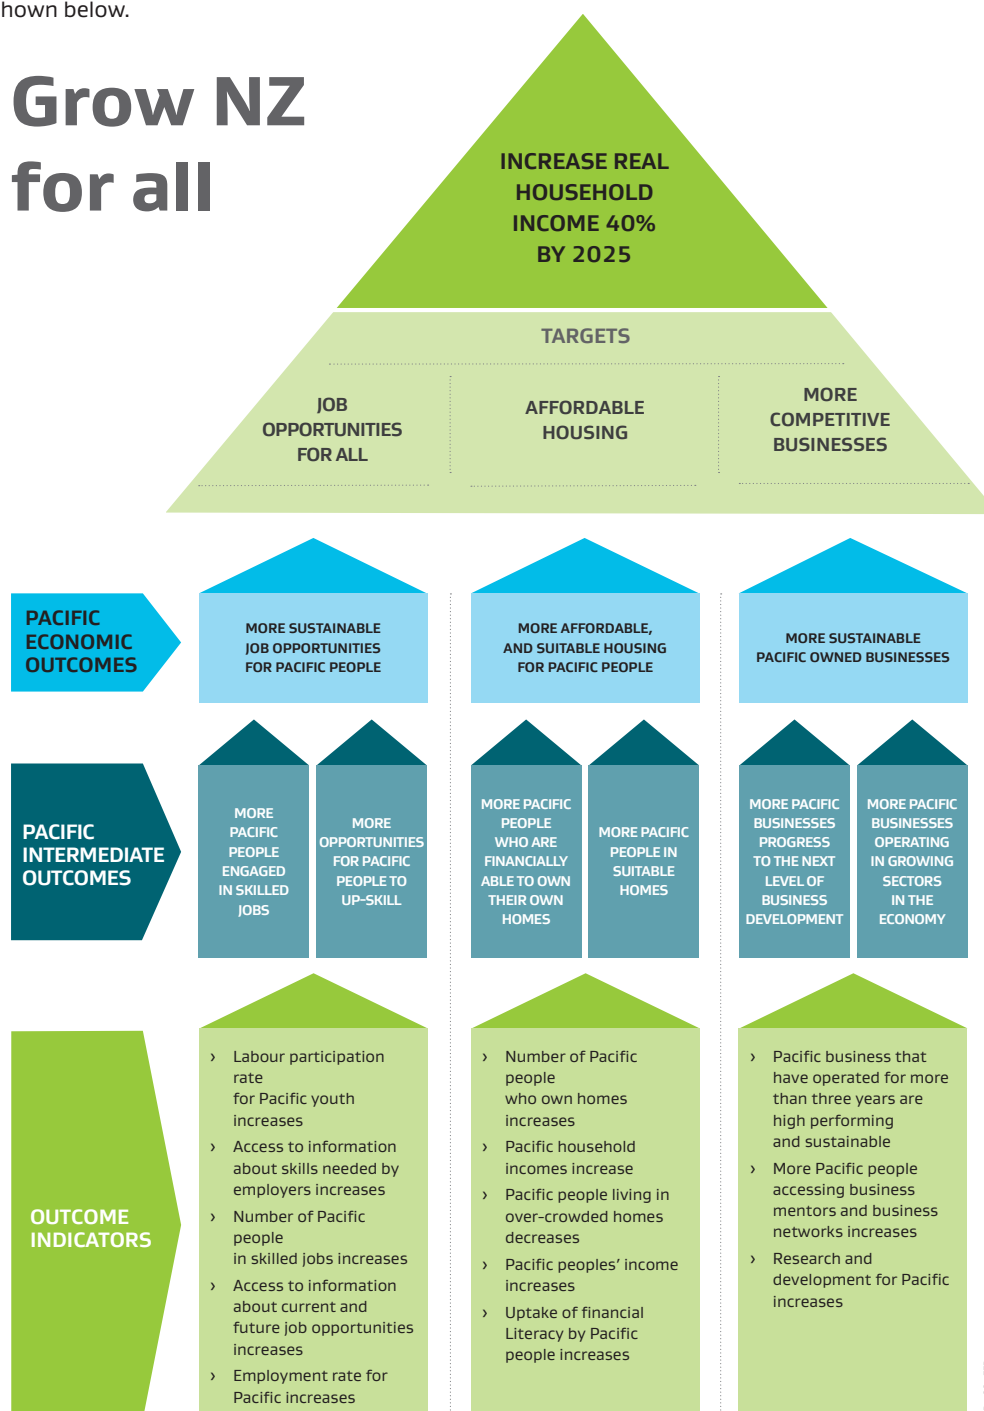 hown below.
Grow NZ
for all
INCREASE REAL
HOUSEHOLD
INCOME 40%
BY 2025
TARGETS
JOB
OPPORTUNITIES
FOR ALL
AFFORDABLE
HOUSING
MORE
COMPETITIVE
BUSINESSES
PACIFIC
ECONOMIC
OUTCOMES
MORE SUSTAINABLE
JOB OPPORTUNITIES
FOR PACIFIC PEOPLE
MORE AFFORDABLE,
AND SUITABLE HOUSING
FOR PACIFIC PEOPLE
MORE SUSTAINABLE
PACIFIC OWNED BUSINESSES
PACIFIC
INTERMEDIATE
OUTCOMES
MORE
PACIFIC
PEOPLE
ENGAGED
IN SKILLED
JOBS
MORE
OPPORTUNITIES
FOR PACIFIC
PEOPLE TO
UP-SKILL
MORE PACIFIC
PEOPLE
WHO ARE
FINANCIALLY
ABLE TO OWN
THEIR OWN
HOMES
MORE PACIFIC
PEOPLE IN
SUITABLE
HOMES
MORE PACIFIC
BUSINESSES
PROGRESS
TO THE NEXT
LEVEL OF
BUSINESS
DEVELOPMENT
MORE PACIFIC
BUSINESSES
OPERATING
IN GROWING
SECTORS
IN THE
ECONOMY
OUTCOME
INDICATORS
› Labour participation
rate
for Pacific youth
increases
› Access to information
about skills needed by
employers increases
› Number of Pacific
people
in skilled jobs increases
› Access to information
about current and
future job opportunities
increases
› Employment rate for
Pacific increases
› Number of Pacific
people
who own homes
increases
› Pacific household
incomes increase
› Pacific people living in
over-crowded homes
decreases
› Pacific peoples' income
increases
› Uptake of financial
Literacy by Pacific
people increases
› Pacific business that
have operated for more
than three years are
high performing
and sustainable
› More Pacific people
accessing business
mentors and business
networks increases
› Research and
development for Pacific
increases